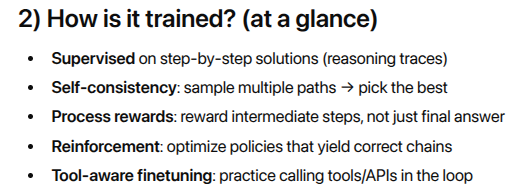 2) How is it trained? (at a glance)
• Supervised on step-by-step solutions (reasoning traces)
• Self-consistency: sample multiple paths → pick the best
• Process rewards: reward intermediate steps, not just final answer
• Reinforcement: optimize policies that yield correct chains
• Tool-aware finetuning: practice calling tools/APIs in the loop